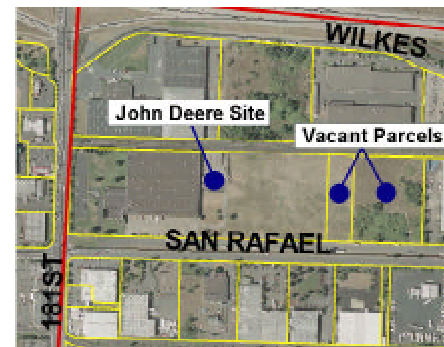 WILKES
John Deere Site
Vacant Parcels
SAN RAFAEL
181ST